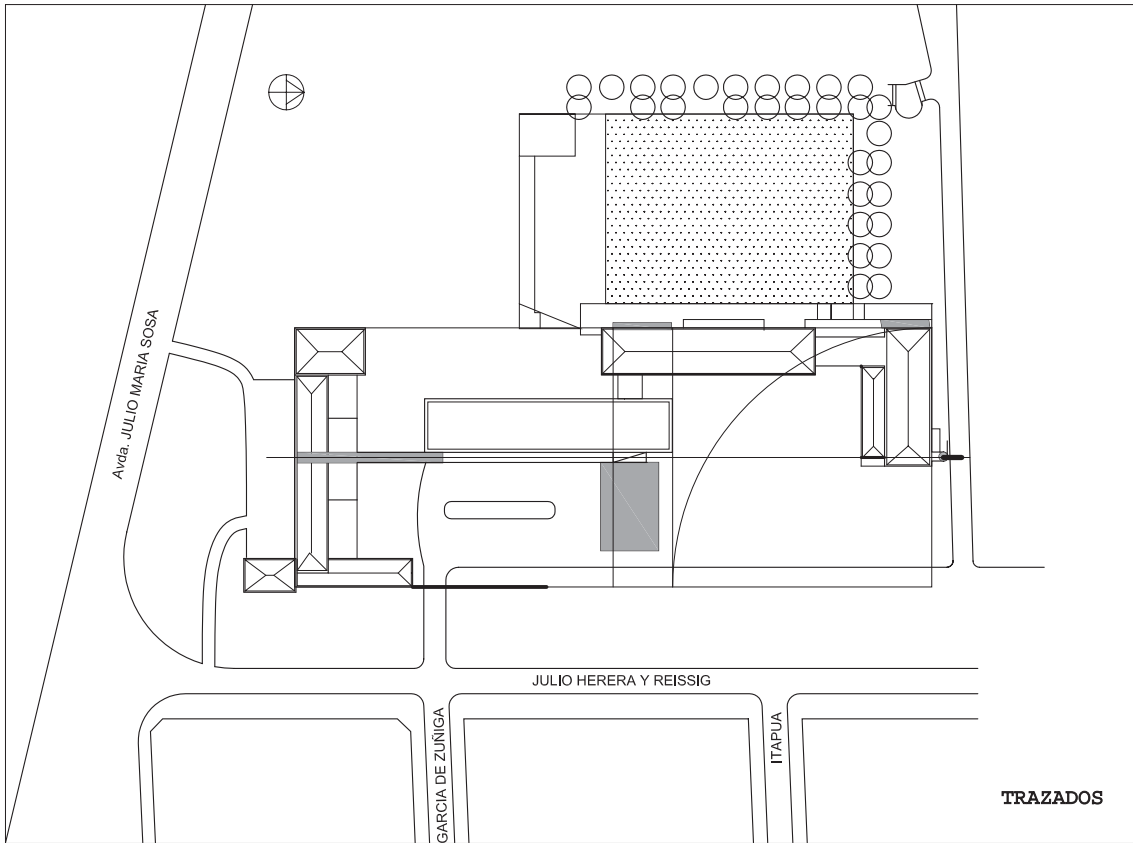 Avda. JULIO MARIA SOSA
JULIO HERERA Y REISSIG
GARCIA DE ZUÑIGA
ITAPUA
TRAZADOS